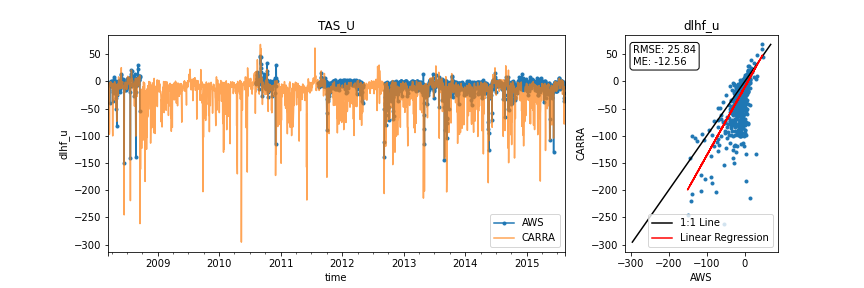 TAS_U
dlhf_u
50
0
−50
−100
−150
−200
−250
−300
dlhf_u
AWS
CARRA
2009
2010
2011
2012
2013
2014
2015
time
RMSE: 25.84
ME: -12.56
50
0
−50
−100
−150
−200
−250
−300
CARRA
1:1 Line
Linear Regression
−300
−200
−100
0
AWS